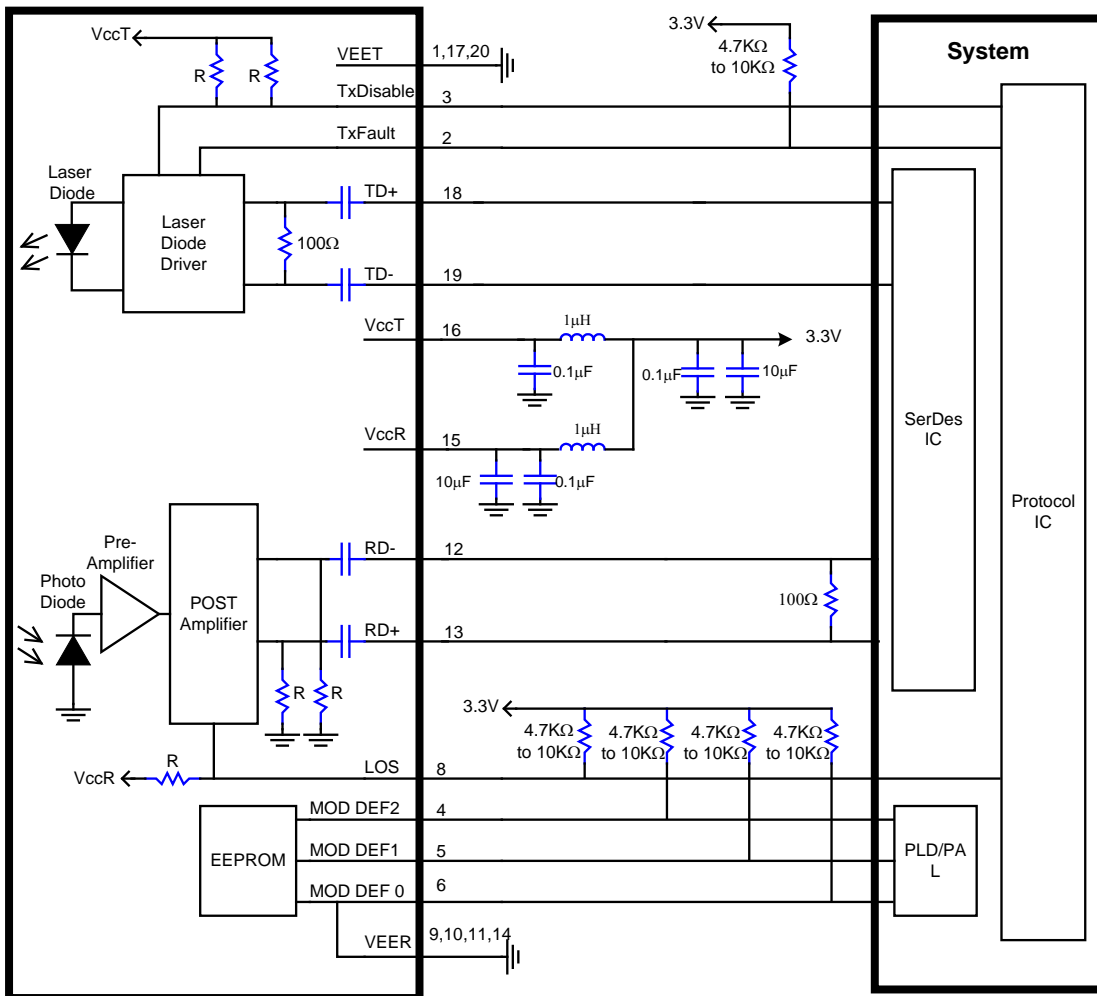 VccT
R
R
VEET
1,17,20
TxDisable
3
TxFault
2
3.3V
4.7KΩ
to 10KΩ
System
Laser
Diode
Laser
Diode
Driver
100Ω
TD+
18
TD-
19
VccT
16
1μH
3.3V
0.1μF
0.1μF
10μF
VccR
15
1μH
10μF
0.1μF
SerDes
IC
Protocol
IC
Pre-
Amplifier
Photo
Diode
POST
Amplifier
RD-
12
RD+
13
100Ω
R
R
3.3V
4.7KΩ
to 10KΩ
4.7KΩ
to 10KΩ
4.7KΩ
to 10KΩ
4.7KΩ
to 10KΩ
VccR
R
LOS
8
EEPROM
MOD DEF2
4
MOD DEF1
5
MOD DEF 0
6
PLD/PA
L
VEER
9,10,11,14